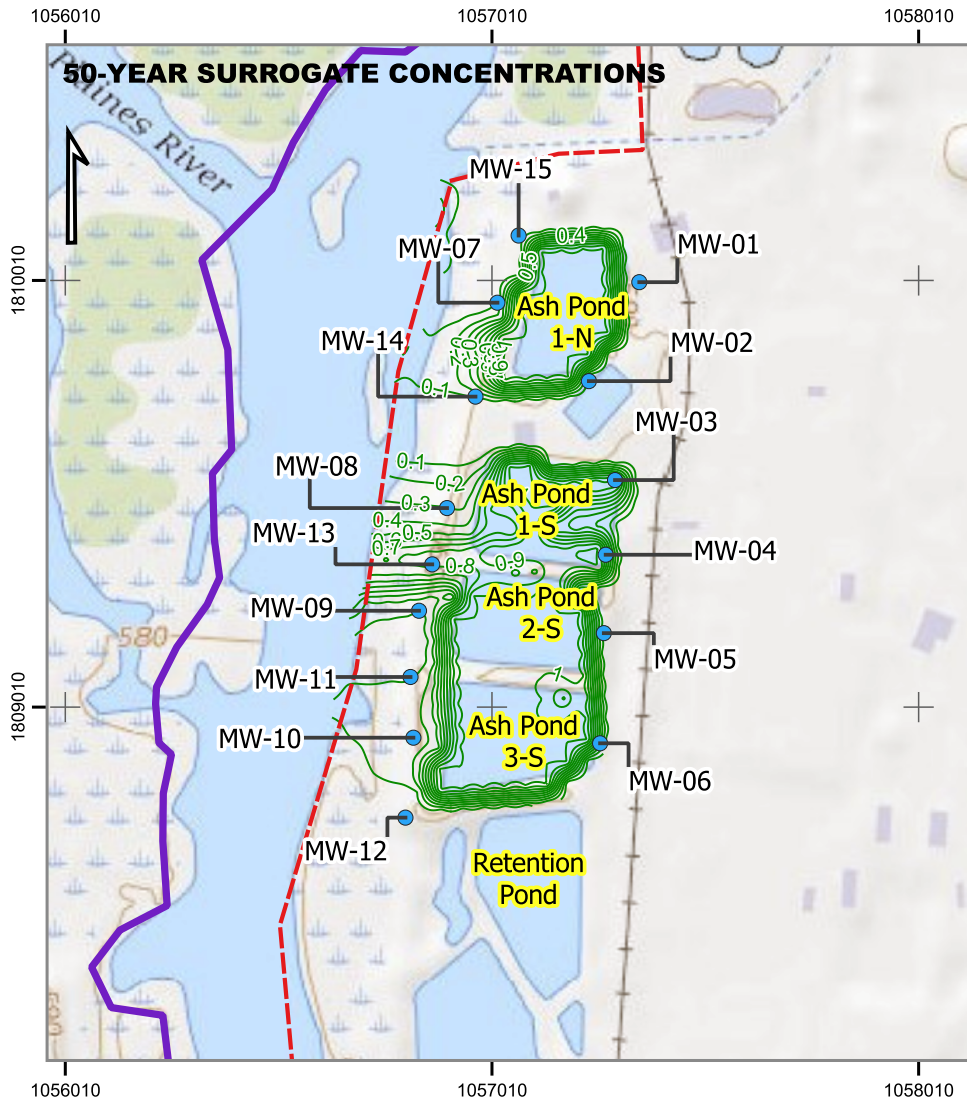 1056010
1057010
1058010
50-YEAR SURROGATE CONCENTRATIONS
Plaines River
MW-15
0.4
MW-07
0.5
MW-01
1810010
Ash Pond
1-N
MW-14
MW-02
0.1
MW-03
0.1
MW-08
0.2
Ash Pond
1-S
0.3
0.4
MW-13
0.5
0.7
MW-04
0.8
0.9
Ash Pond
2-S
MW-09
580
MW-05
MW-11
1
1809010
Ash Pond
3-S
MW-10
MW-06
MW-12
Retention
Pond
1056010
1057010
1058010